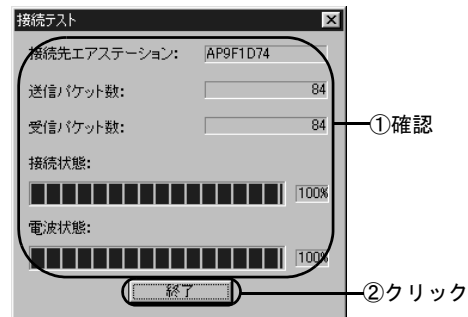 接続テスト
接続先エアステーション: AP9F1D74
送信パケット数: 84
受信パケット数: 84
①確認
接続状態:
100%
電波状態:
100%
終了
②クリック